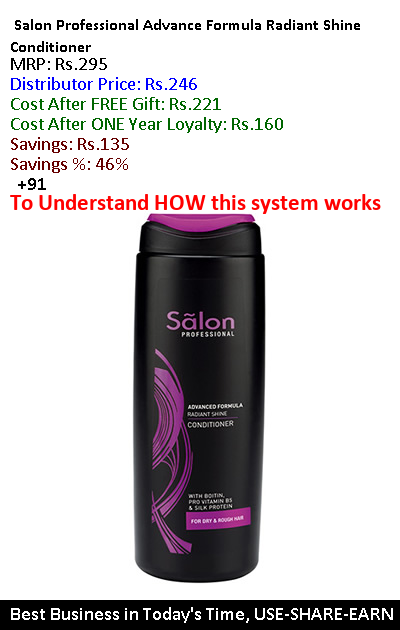 Salon Professional Advance Formula Radiant Shine
Conditioner
MRP: Rs.295
Distributor Price: Rs.246
Cost After FREE Gift: Rs.221
Cost After ONE Year Loyalty: Rs.160
Savings: Rs.135
Savings %: 46%
+91
To Understand HOW this system works
Sãlon
PROFESSIONAL
ADVANCED FORMULA
RADIANT SHINE
CONDITIONER
WITH BOITIN,
PRO VITAMIN B5
& SILK PROTEIN
FOR DRY & ROUGH HAIR
Best Business in Today's Time, USE-SHARE-EARN